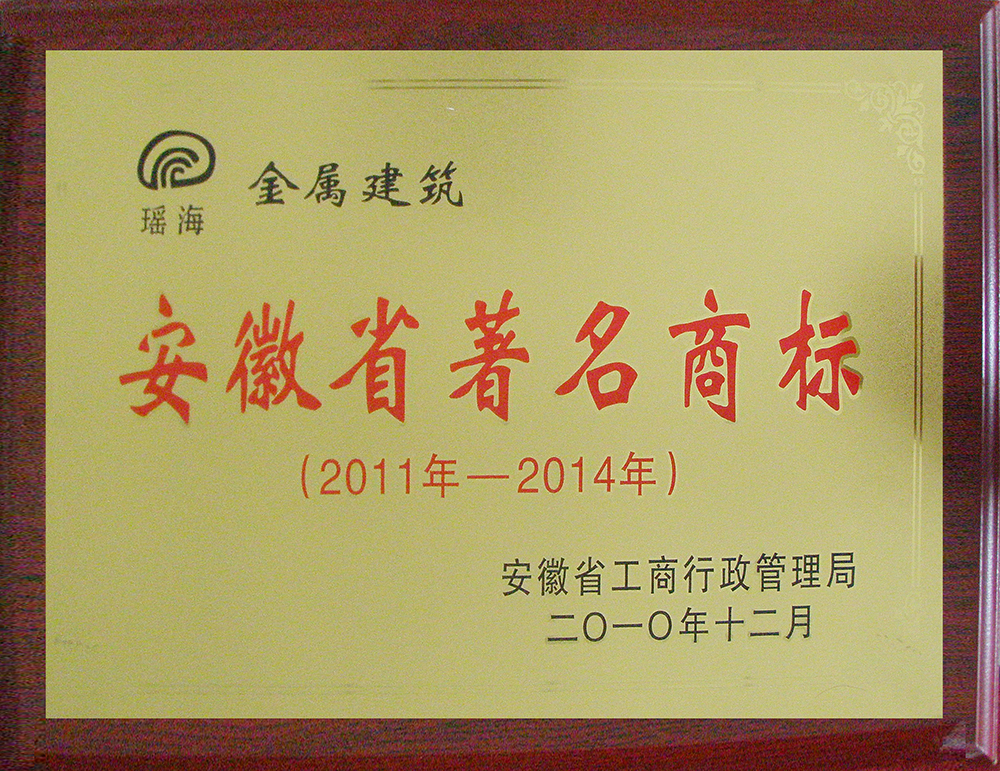 金属建筑
瑶海
安徽省著名商标
(2011年—2014年)
安徽省工商行政管理局
二〇一〇年十二月